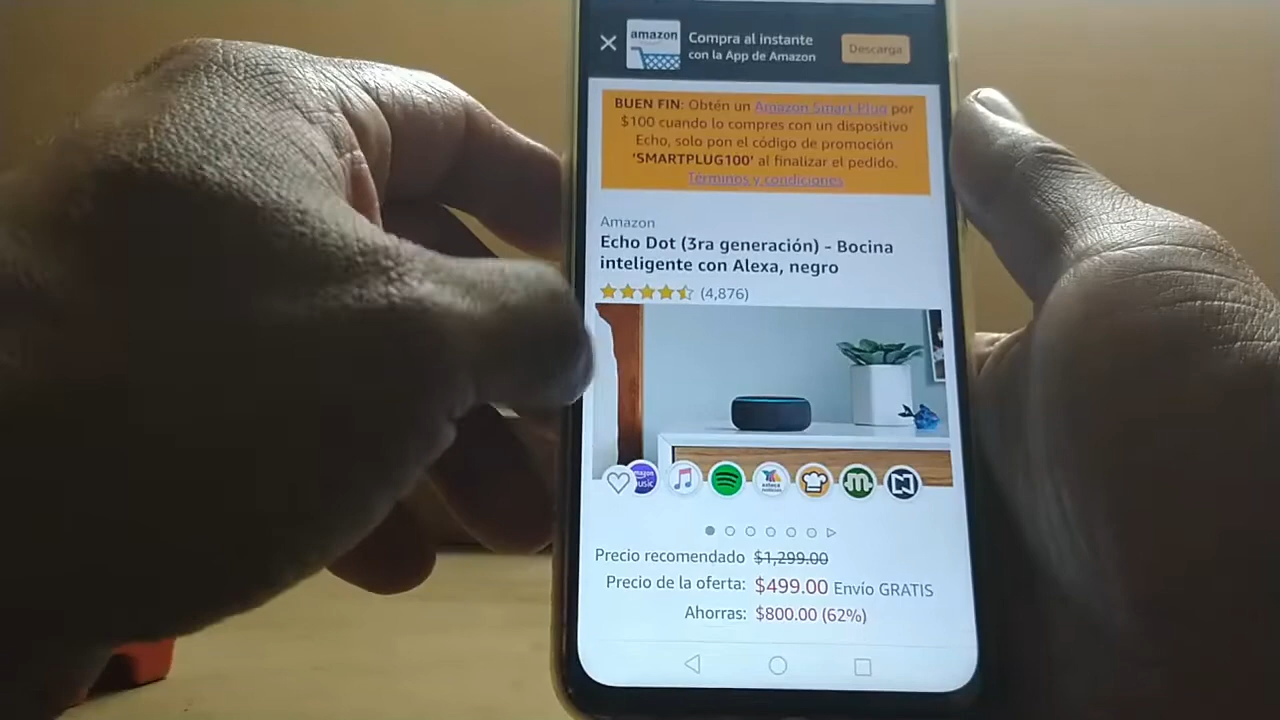 amazon
Compra al instante
con la App de Amazon
Descarga
BUEN FIN: Obtén un Amazon Smart Plug por
$100 cuando lo compres con un dispositivo
Echo, solo pon el código de promoción
'SMARTPLUG100' al finalizar el pedido.
Términos y condiciones
Amazon
Echo Dot (3ra generación) - Bocina
inteligente con Alexa, negro
(4,876)
amazon
music
azteca
Precio recomendado $1,299.00
Precio de la oferta: $499.00 Envío GRATIS
Ahorras: $800.00 (62%)